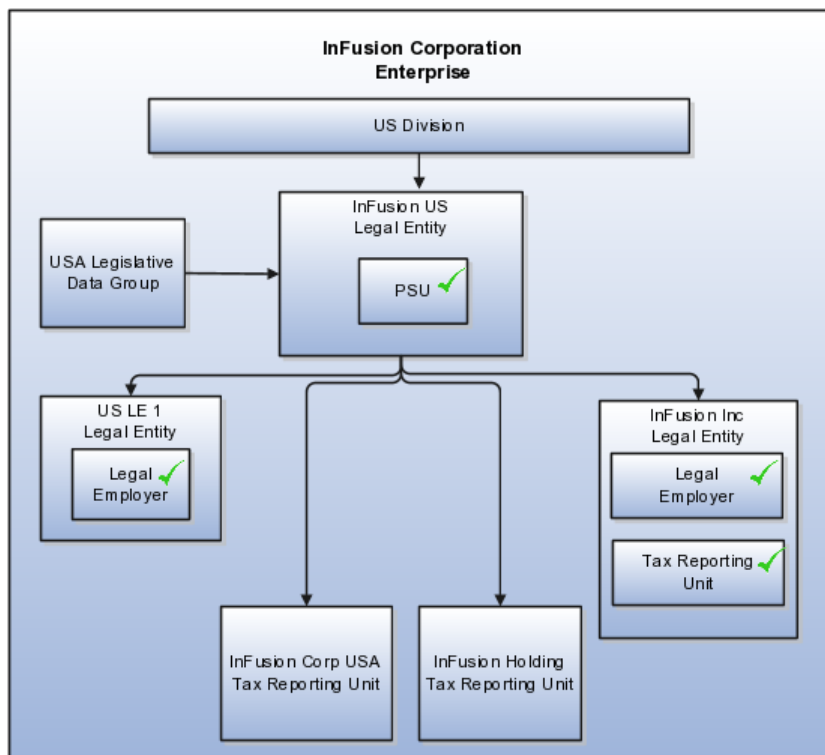 InFusion Corporation
Enterprise
US Division
InFusion US
Legal Entity
PSU
USA Legislative
Data Group
US LE 1
Legal Entity
Legal
Employer
InFusion Inc
Legal Entity
Legal
Employer
Tax Reporting
Unit
InFusion Corp USA
Tax Reporting Unit
InFusion Holding
Tax Reporting Unit